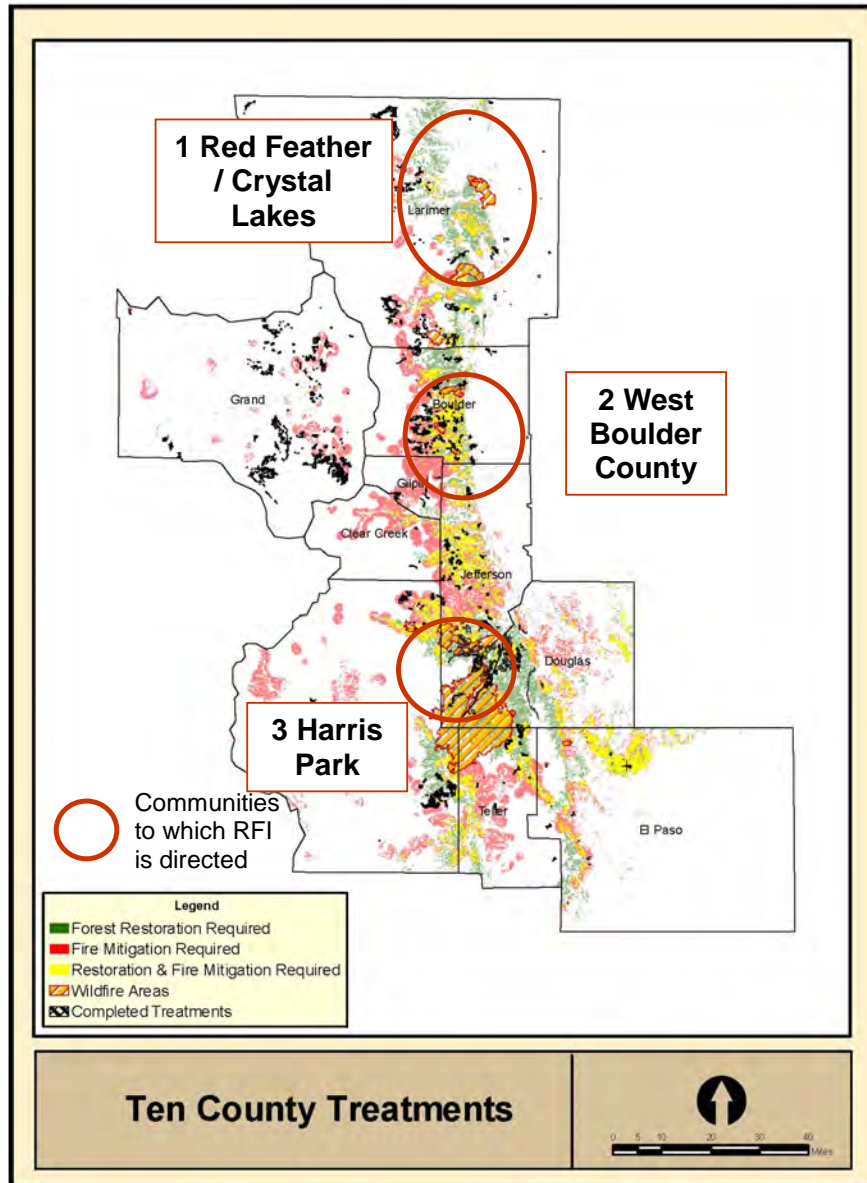 1 Red Feather
/ Crystal
Lakes
Larimer
Grand
Boulder
2 West
Boulder
County
Gilpin
Clear Creek
Jefferson
Douglas
3 Harris
Park
Teller
El Paso
Communities
to which RFI
is directed
Legend
Forest Restoration Required
Fire Mitigation Required
Restoration & Fire Mitigation Required
Wildfire Areas
Completed Treatments
Ten County Treatments
0 5 10 20 30 40
Miles